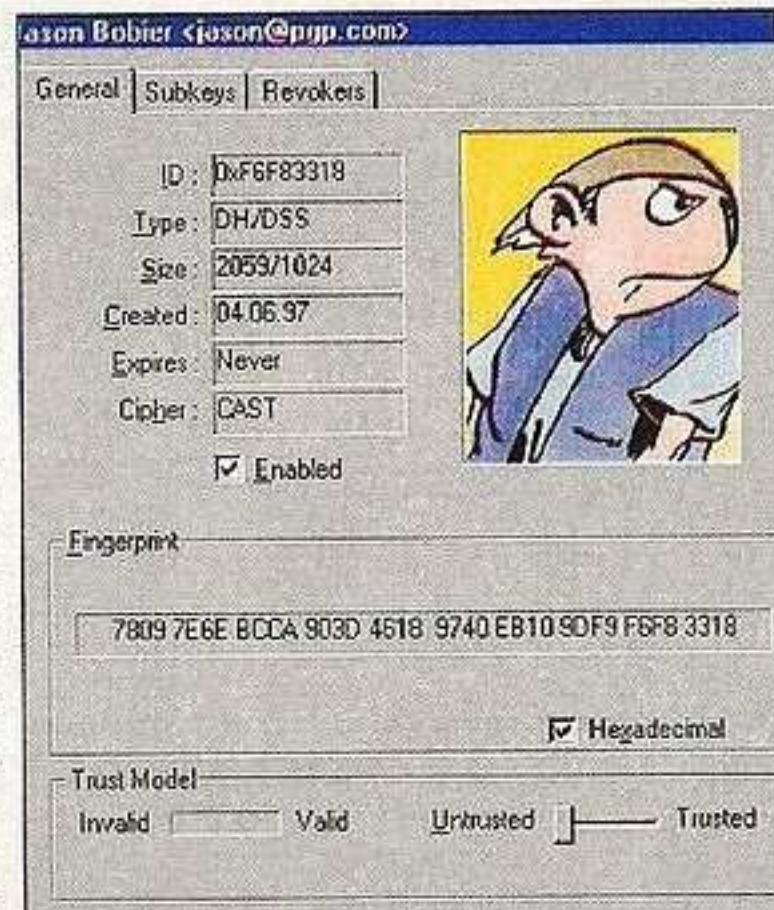 ason Bobier <jason@pgp.com>
General Subkeys Revokers
ID: 0xF6F83318
Type: DH/DSS
Size: 2059/1024
Created: 04.06.97
Expires: Never
Cipher: CAST
Enabled
Fingerprint
7809 7E6E BCCA 903D 4618 9740 EB10 9DF9 F6F8 3318
Hexadecimal
Trust Model
Invalid Valid Untrusted Trusted